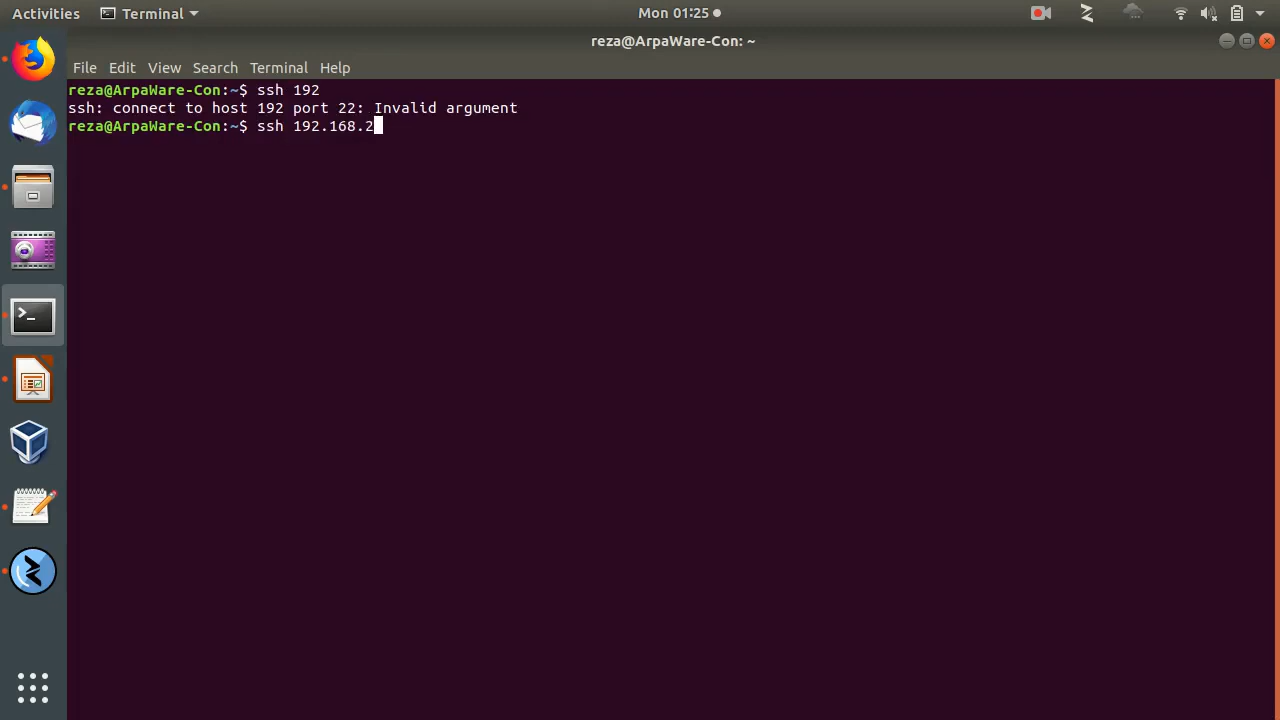 Activities
Terminal
Mon 01:25
reza@ArpaWare-Con: ~
File Edit View Search Terminal Help
reza@ArpaWare-Con:~$ ssh 192
ssh: connect to host 192 port 22: Invalid argument
reza@ArpaWare-Con:~$ ssh 192.168.2